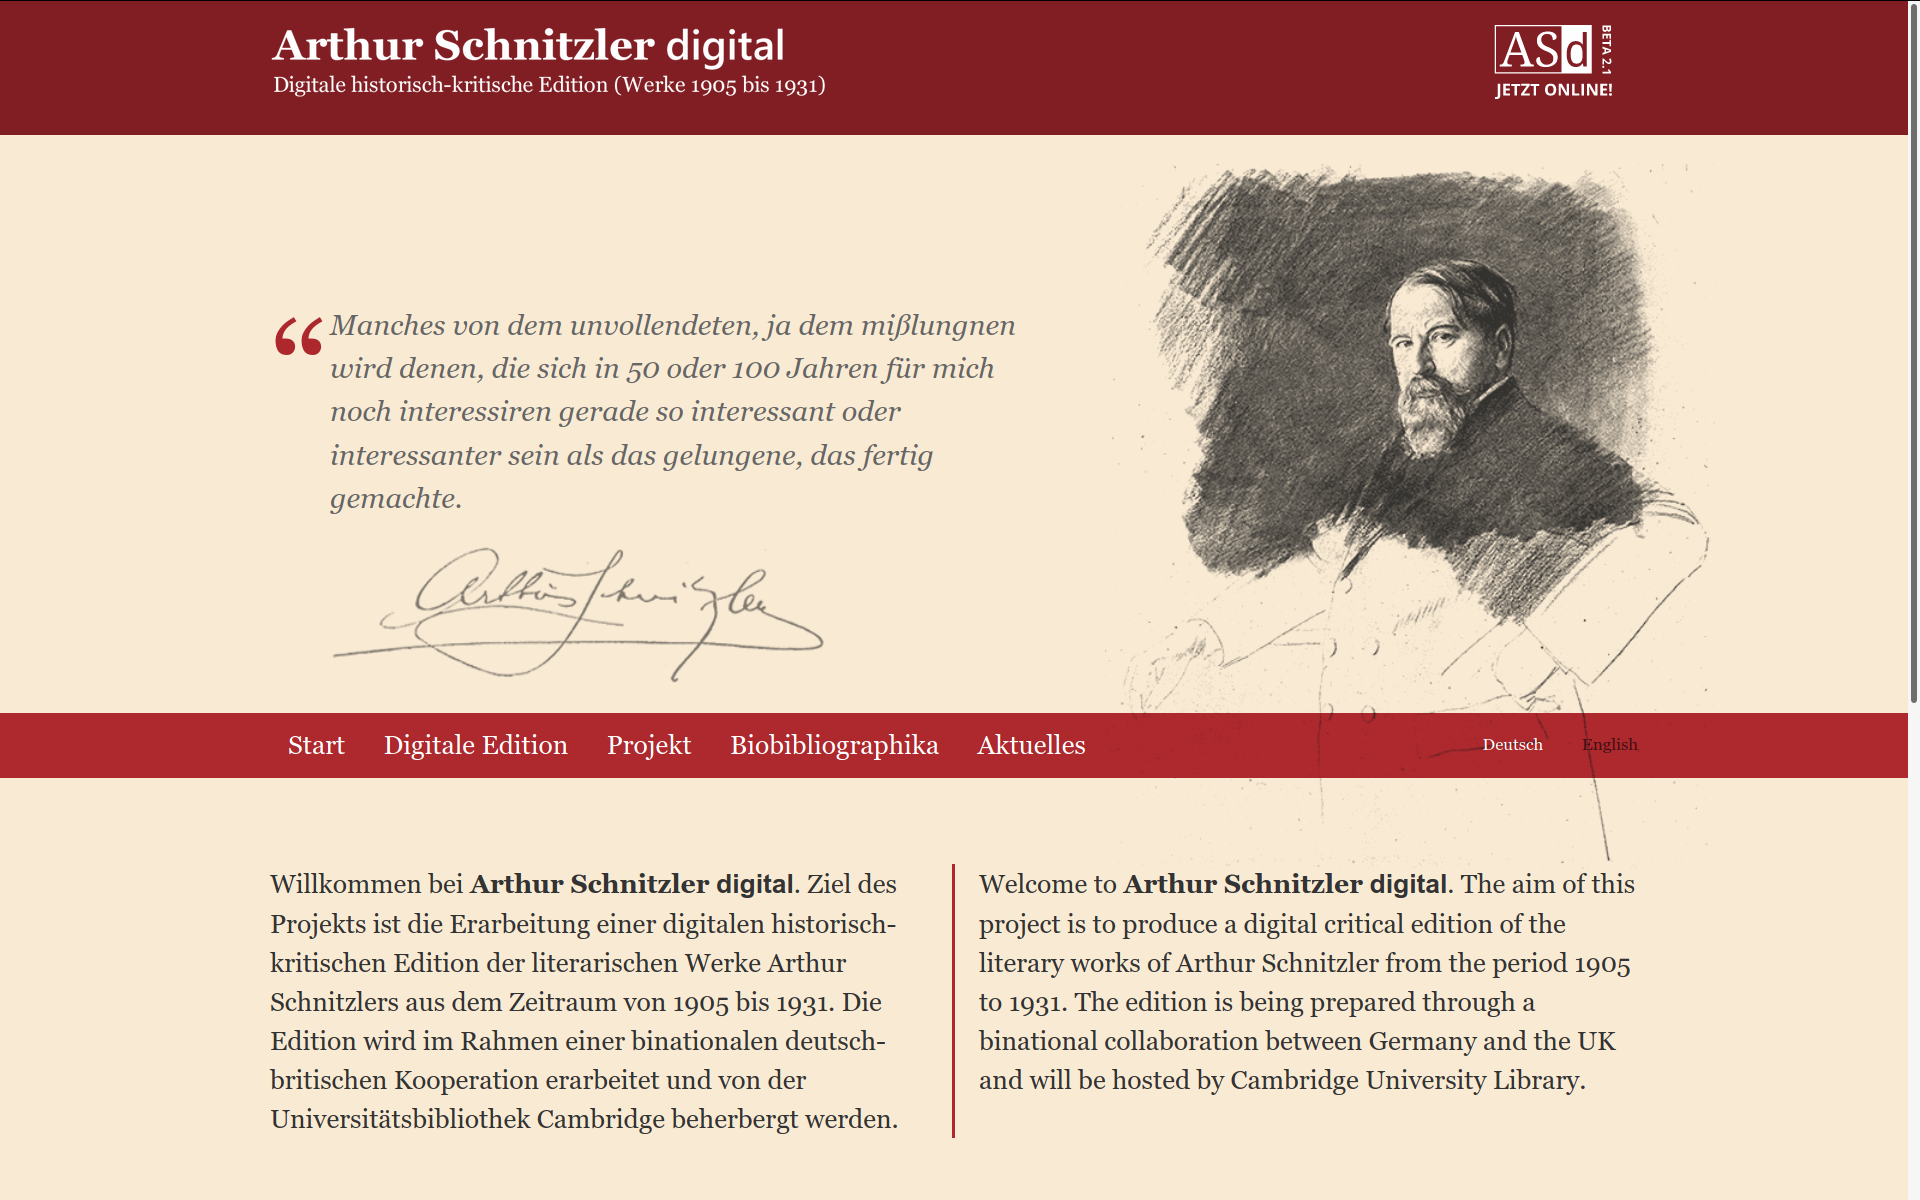 Arthur Schnitzler digital
Digitale historisch-kritische Edition (Werke 1905 bis 1931)
ASd
BETA 2.1
JETZT ONLINE!
“Manches von dem unvollendeten, ja dem mißlungnen
wird denen, die sich in 50 oder 100 Jahren für mich
noch interessiren gerade so interessant oder
interessanter sein als das gelungene, das fertig
gemachte.
Arthur Schnitzler
Start Digitale Edition Projekt Biobibliographika Aktuelles Deutsch English
Willkommen bei Arthur Schnitzler digital. Ziel des
Projekts ist die Erarbeitung einer digitalen historisch-
kritischen Edition der literarischen Werke Arthur
Schnitzlers aus dem Zeitraum von 1905 bis 1931. Die
Edition wird im Rahmen einer binationalen deutsch-
britischen Kooperation erarbeitet und von der
Universitätsbibliothek Cambridge beherbergt werden.
Welcome to Arthur Schnitzler digital. The aim of this
project is to produce a digital critical edition of the
literary works of Arthur Schnitzler from the period 1905
to 1931. The edition is being prepared through a
binational collaboration between Germany and the UK
and will be hosted by Cambridge University Library.